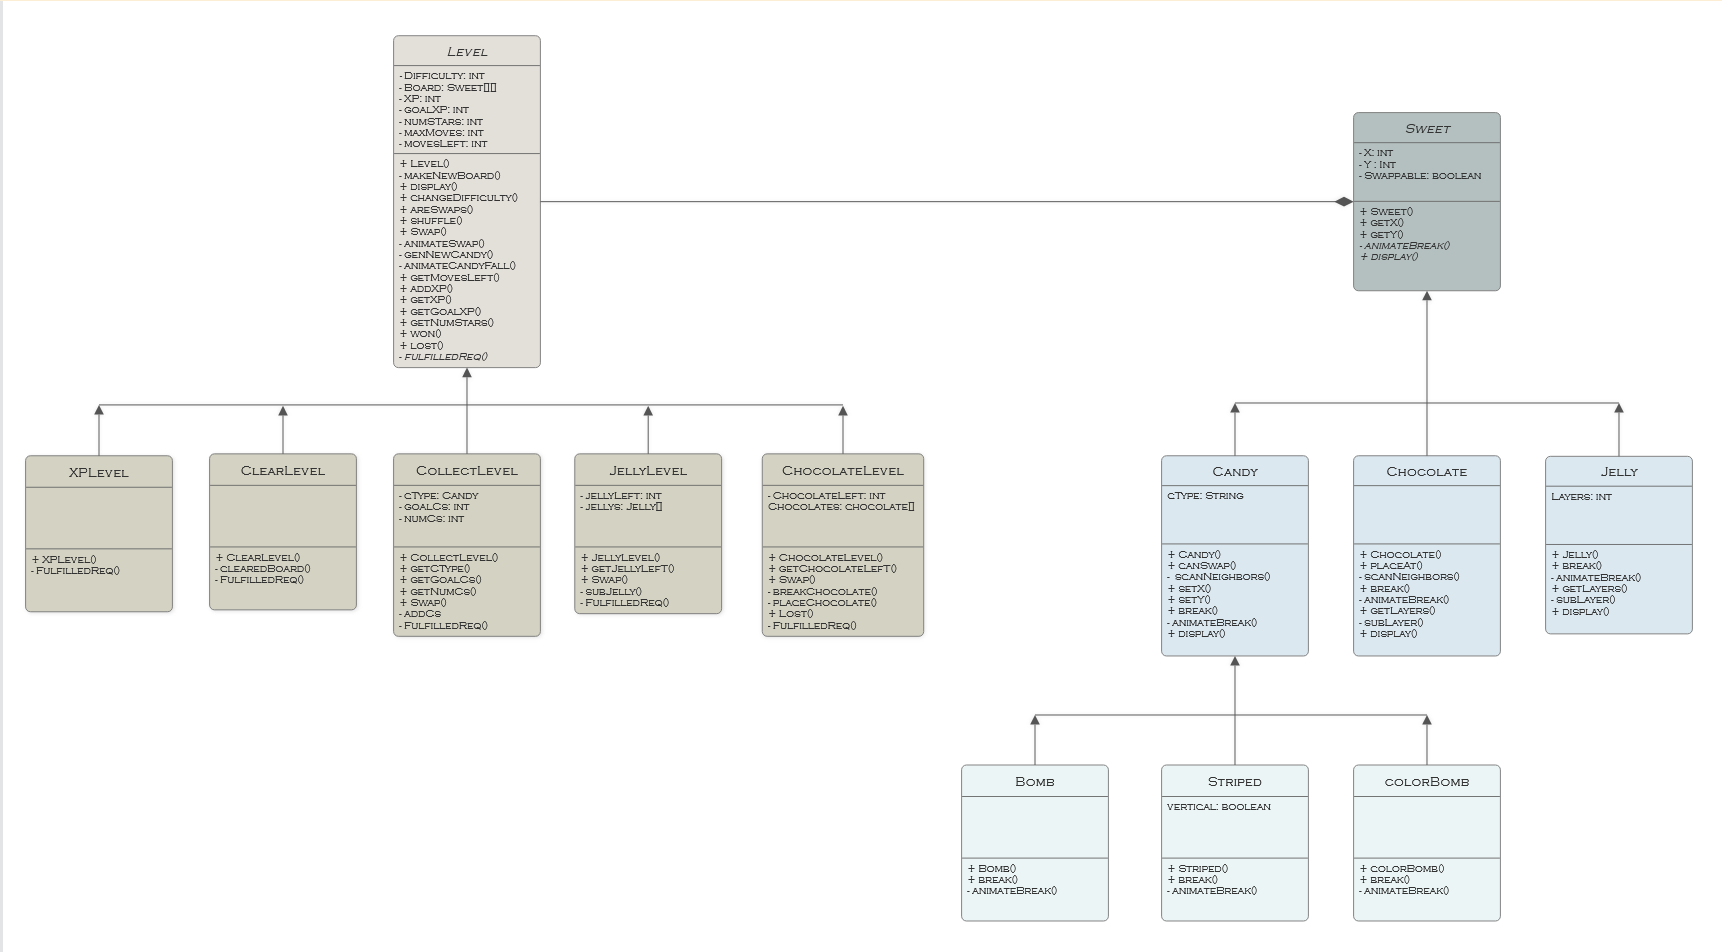 Level
- Difficulty: int
- Board: Sweet[][]
- XP: int
- goalXP: int
- numStars: int
- maxMoves: int
- movesLeft: int
+ Level()
- makeNewBoard()
+ display()
+ changeDifficulty()
+ areSwaps()
+ shuffle()
+ Swap()
- animateSwap()
- genNewCandy()
- animateCandyFall()
+ getMovesLeft()
+ addXP()
+ getXP()
+ getGoalXP()
+ getNumStars()
+ won()
+ lost()
- fulfilledReq()
Sweet
- X: int
- Y : Int
- Swappable: boolean
+ Sweet()
+ getX()
+ getY()
- animateBreak()
+ display()
XPLevel
+ XPLevel()
- FulfilledReq()
ClearLevel
+ ClearLevel()
- clearedBoard()
- FulfilledReq()
CollectLevel
- cType: Candy
- goalCs: int
- numCs: int
+ CollectLevel()
+ getCType()
+ getGoalCs()
+ getNumCs()
+ Swap()
- addCs
- FulfilledReq()
JellyLevel
- jellyLeft: int
- jellys: Jelly[]
+ JellyLevel()
+ getJellyLeft()
+ Swap()
- subJelly()
- FulfilledReq()
ChocolateLevel
- ChocolateLeft: int
Chocolates: chocolate[]
+ ChocolateLevel()
+ getChocolateLeft()
+ Swap()
- breakChocolate()
- placeChocolate()
+ Lost()
- FulfilledReq()
Candy
cType: String
+ Candy()
+ canSwap()
- scanNeighbors()
+ setX()
+ setY()
+ break()
- animateBreak()
+ display()
Chocolate
+ Chocolate()
+ placeAt()
- scanNeighbors()
+ break()
- animateBreak()
+ getLayers()
- subLayer()
+ display()
Jelly
Layers: int
+ Jelly()
+ break()
- animateBreak()
+ getLayers()
- subLayer()
+ display()
Bomb
+ Bomb()
+ break()
- animateBreak()
Striped
vertical: boolean
+ Striped()
+ break()
- animateBreak()
colorBomb
+ colorBomb()
+ break()
- animateBreak()